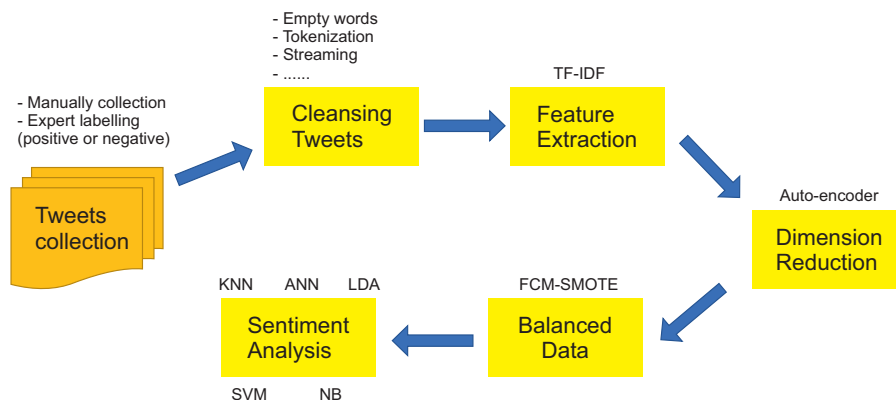 - Manually collection
- Expert labelling
(positive or negative)
Tweets
collection
- Empty words
- Tokenization
- Streaming
- ......
Cleansing
Tweets
TF-IDF
Feature
Extraction
Auto-encoder
Dimension
Reduction
FCM-SMOTE
Balanced
Data
KNN ANN LDA
Sentiment
Analysis
SVM NB